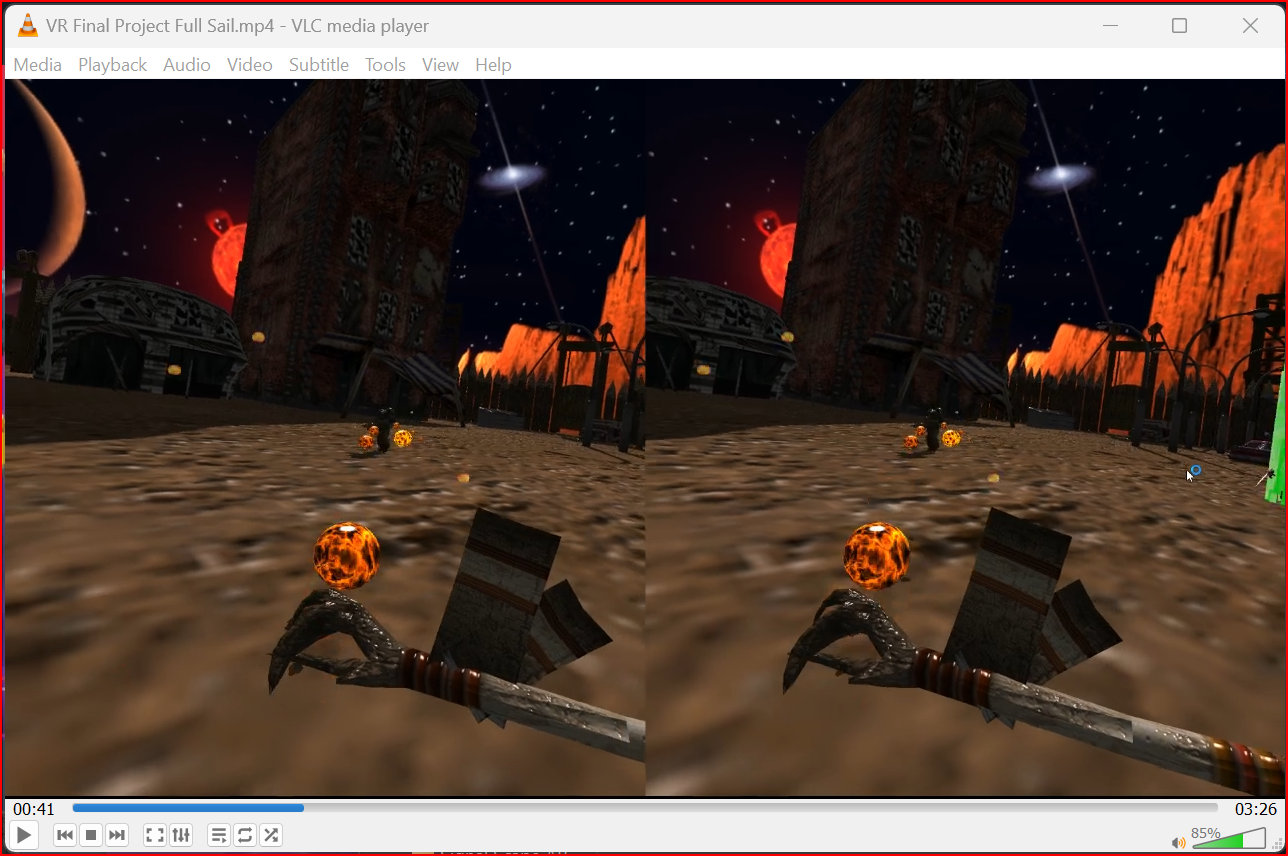 VR Final Project Full Sail.mp4 - VLC media player
Media Playback Audio Video Subtitle Tools View Help
00:41 03:26
85%